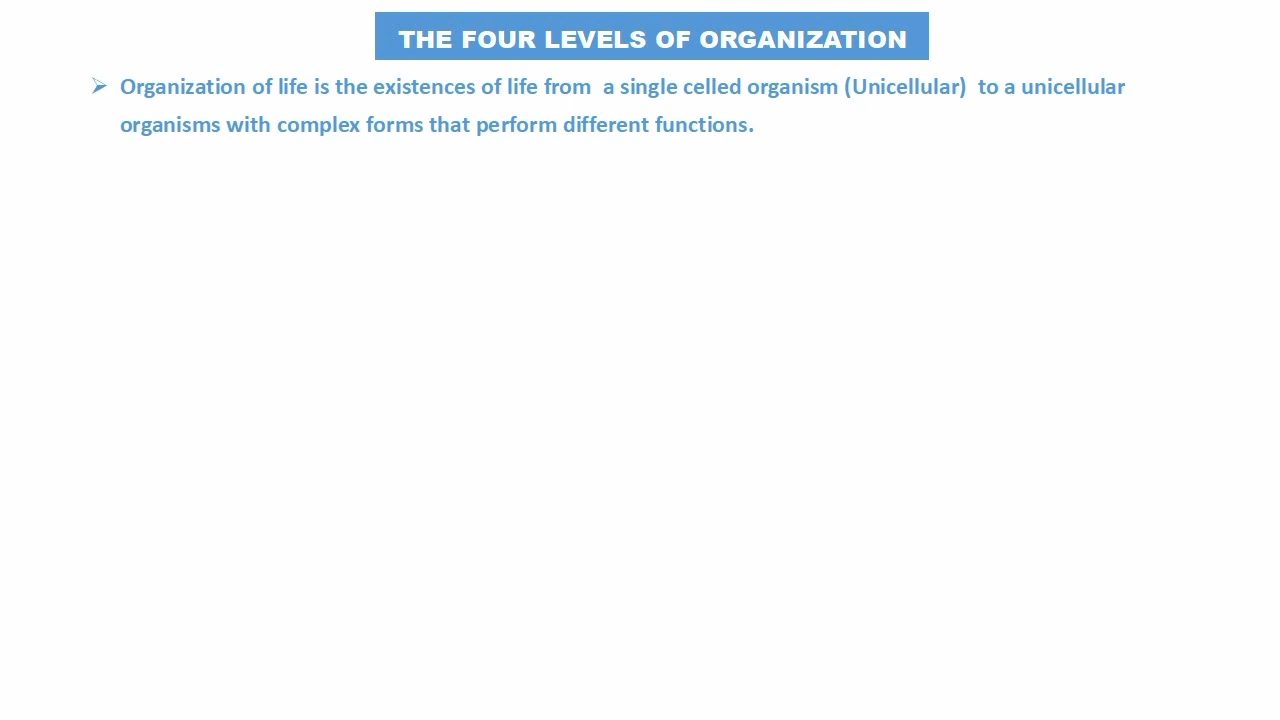 THE FOUR LEVELS OF ORGANIZATION
➢ Organization of life is the existences of life from  a single celled organism (Unicellular)  to a unicellular
organisms with complex forms that perform different functions.